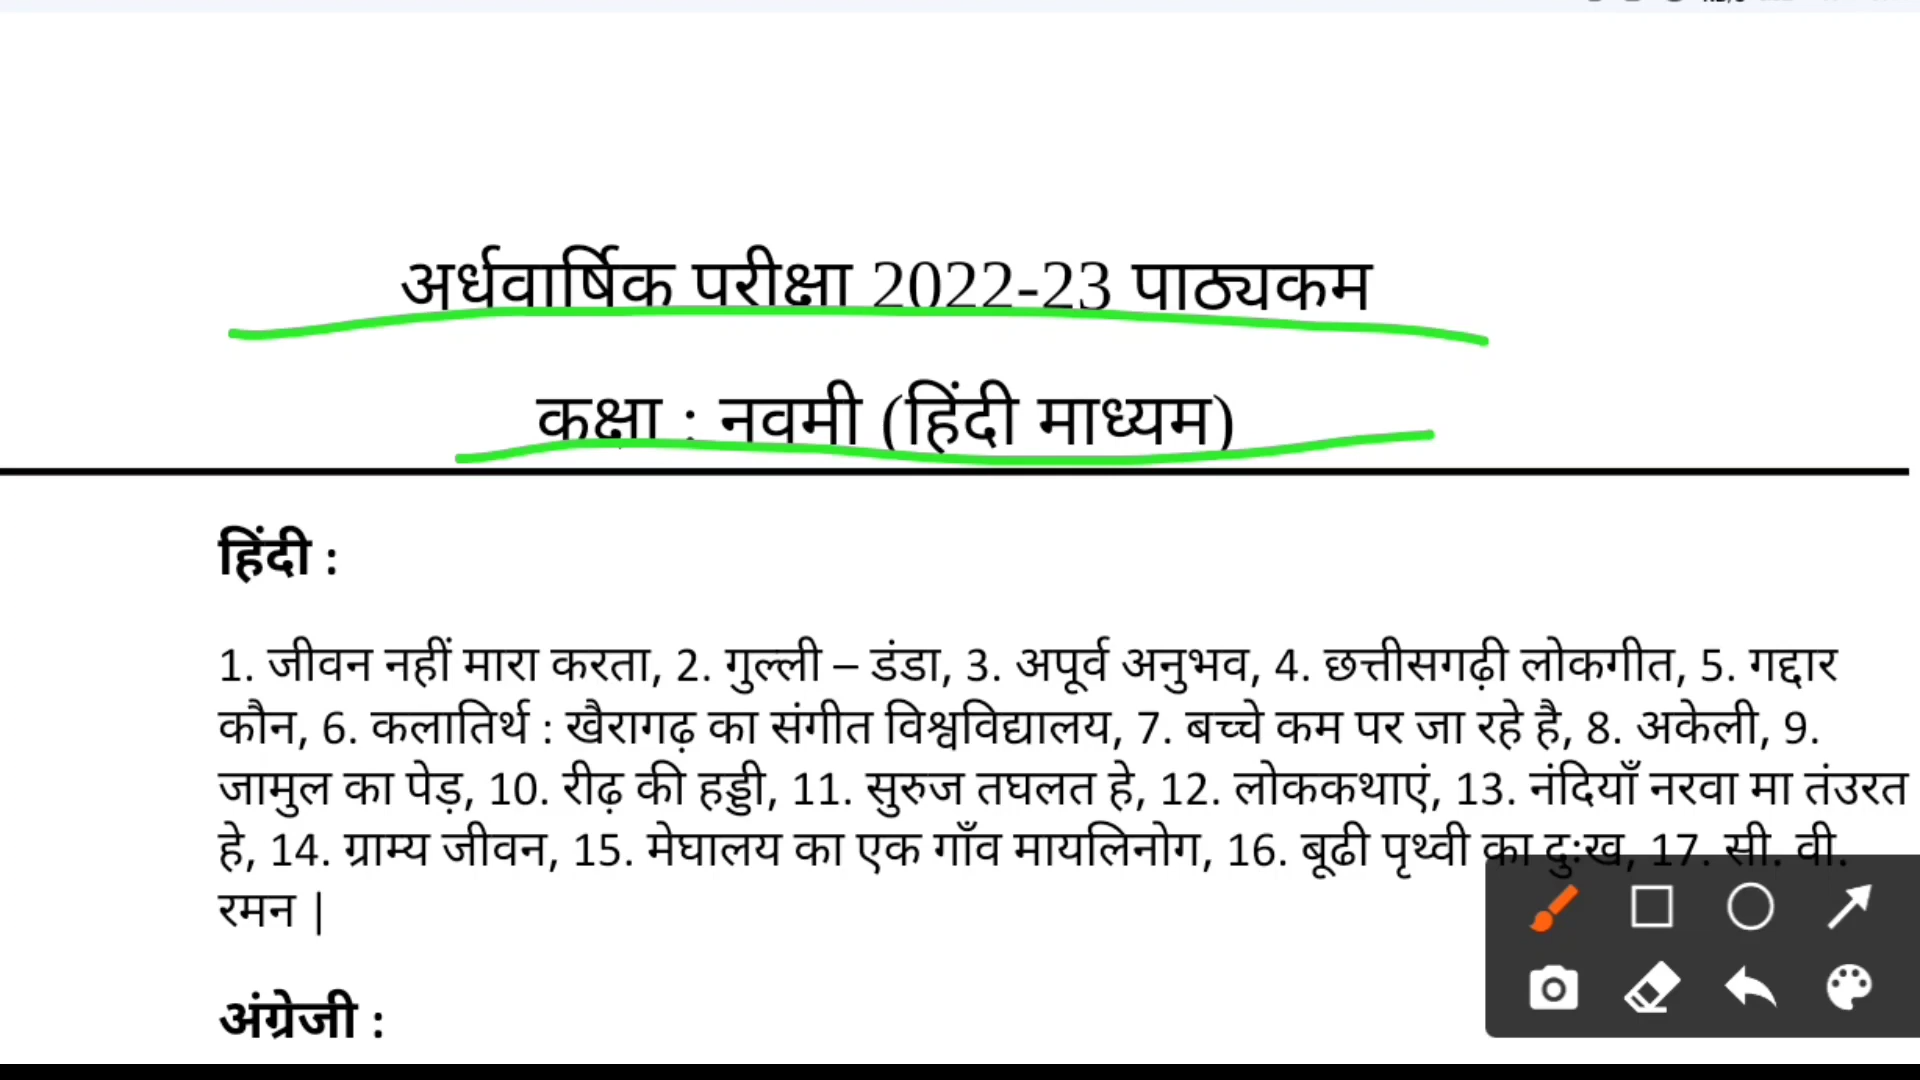 अर्धवार्षिक परीक्षा 2022-23 पाठ्यकम
कक्षा : नवमी (हिंदी माध्यम)
हिंदी :
1. जीवन नहीं मारा करता, 2. गुल्ली – डंडा, 3. अपूर्व अनुभव, 4. छत्तीसगढ़ी लोकगीत, 5. गद्दार
कौन, 6. कलातिर्थ : खैरागढ़ का संगीत विश्वविद्यालय, 7. बच्चे कम पर जा रहे है, 8. अकेली, 9.
जामुल का पेड़, 10. रीढ़ की हड्डी, 11. सुरुज तघलत हे, 12. लोककथाएं, 13. नंदियाँ नरवा मा तंउरत
हे, 14. ग्राम्य जीवन, 15. मेघालय का एक गाँव मायलिनोग, 16. बूढी पृथ्वी का दुःख, 17. सी. वी.
रमन |
अंग्रेजी :